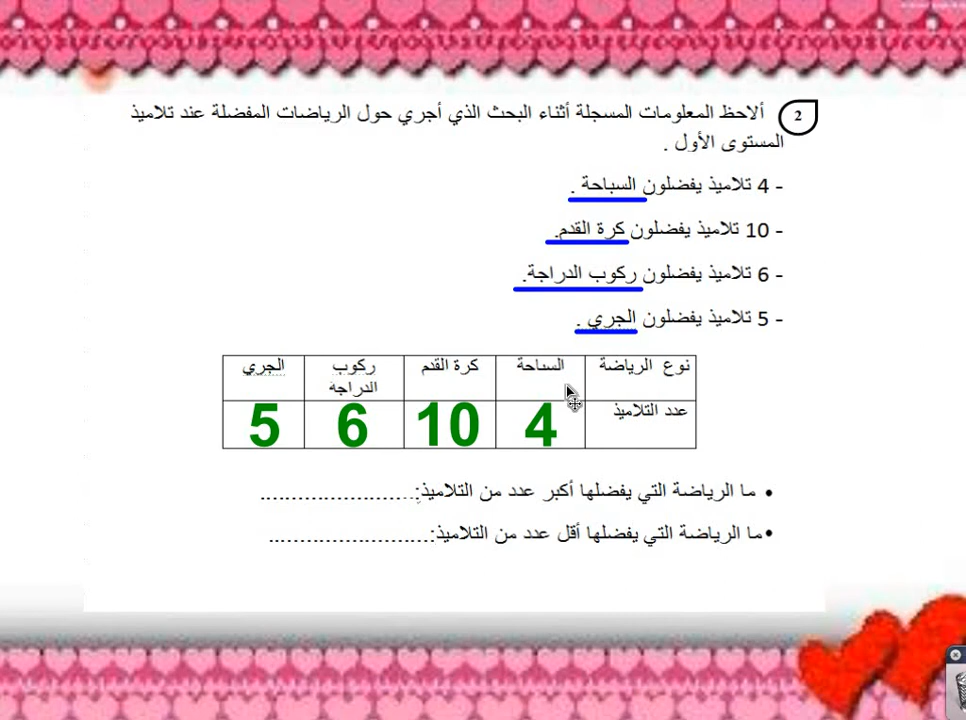 2 ألاحظ المعلومات المسجلة أثناء البحث الذي أجري حول الرياضات المفضلة عند تلاميذ
المستوى الأول .
- 4 تلاميذ يفضلون السباحة .
- 10 تلاميذ يفضلون كرة القدم.
- 6 تلاميذ يفضلون ركوب الدراجة.
- 5 تلاميذ يفضلون الجري .
نوع الرياضة السباحة كرة القدم ركوب الدراجة الجري
عدد التلاميذ 4 10 6 5
• ما الرياضة التي يفضلها أكبر عدد من التلاميذ:.........................
• ما الرياضة التي يفضلها أقل عدد من التلاميذ:..........................